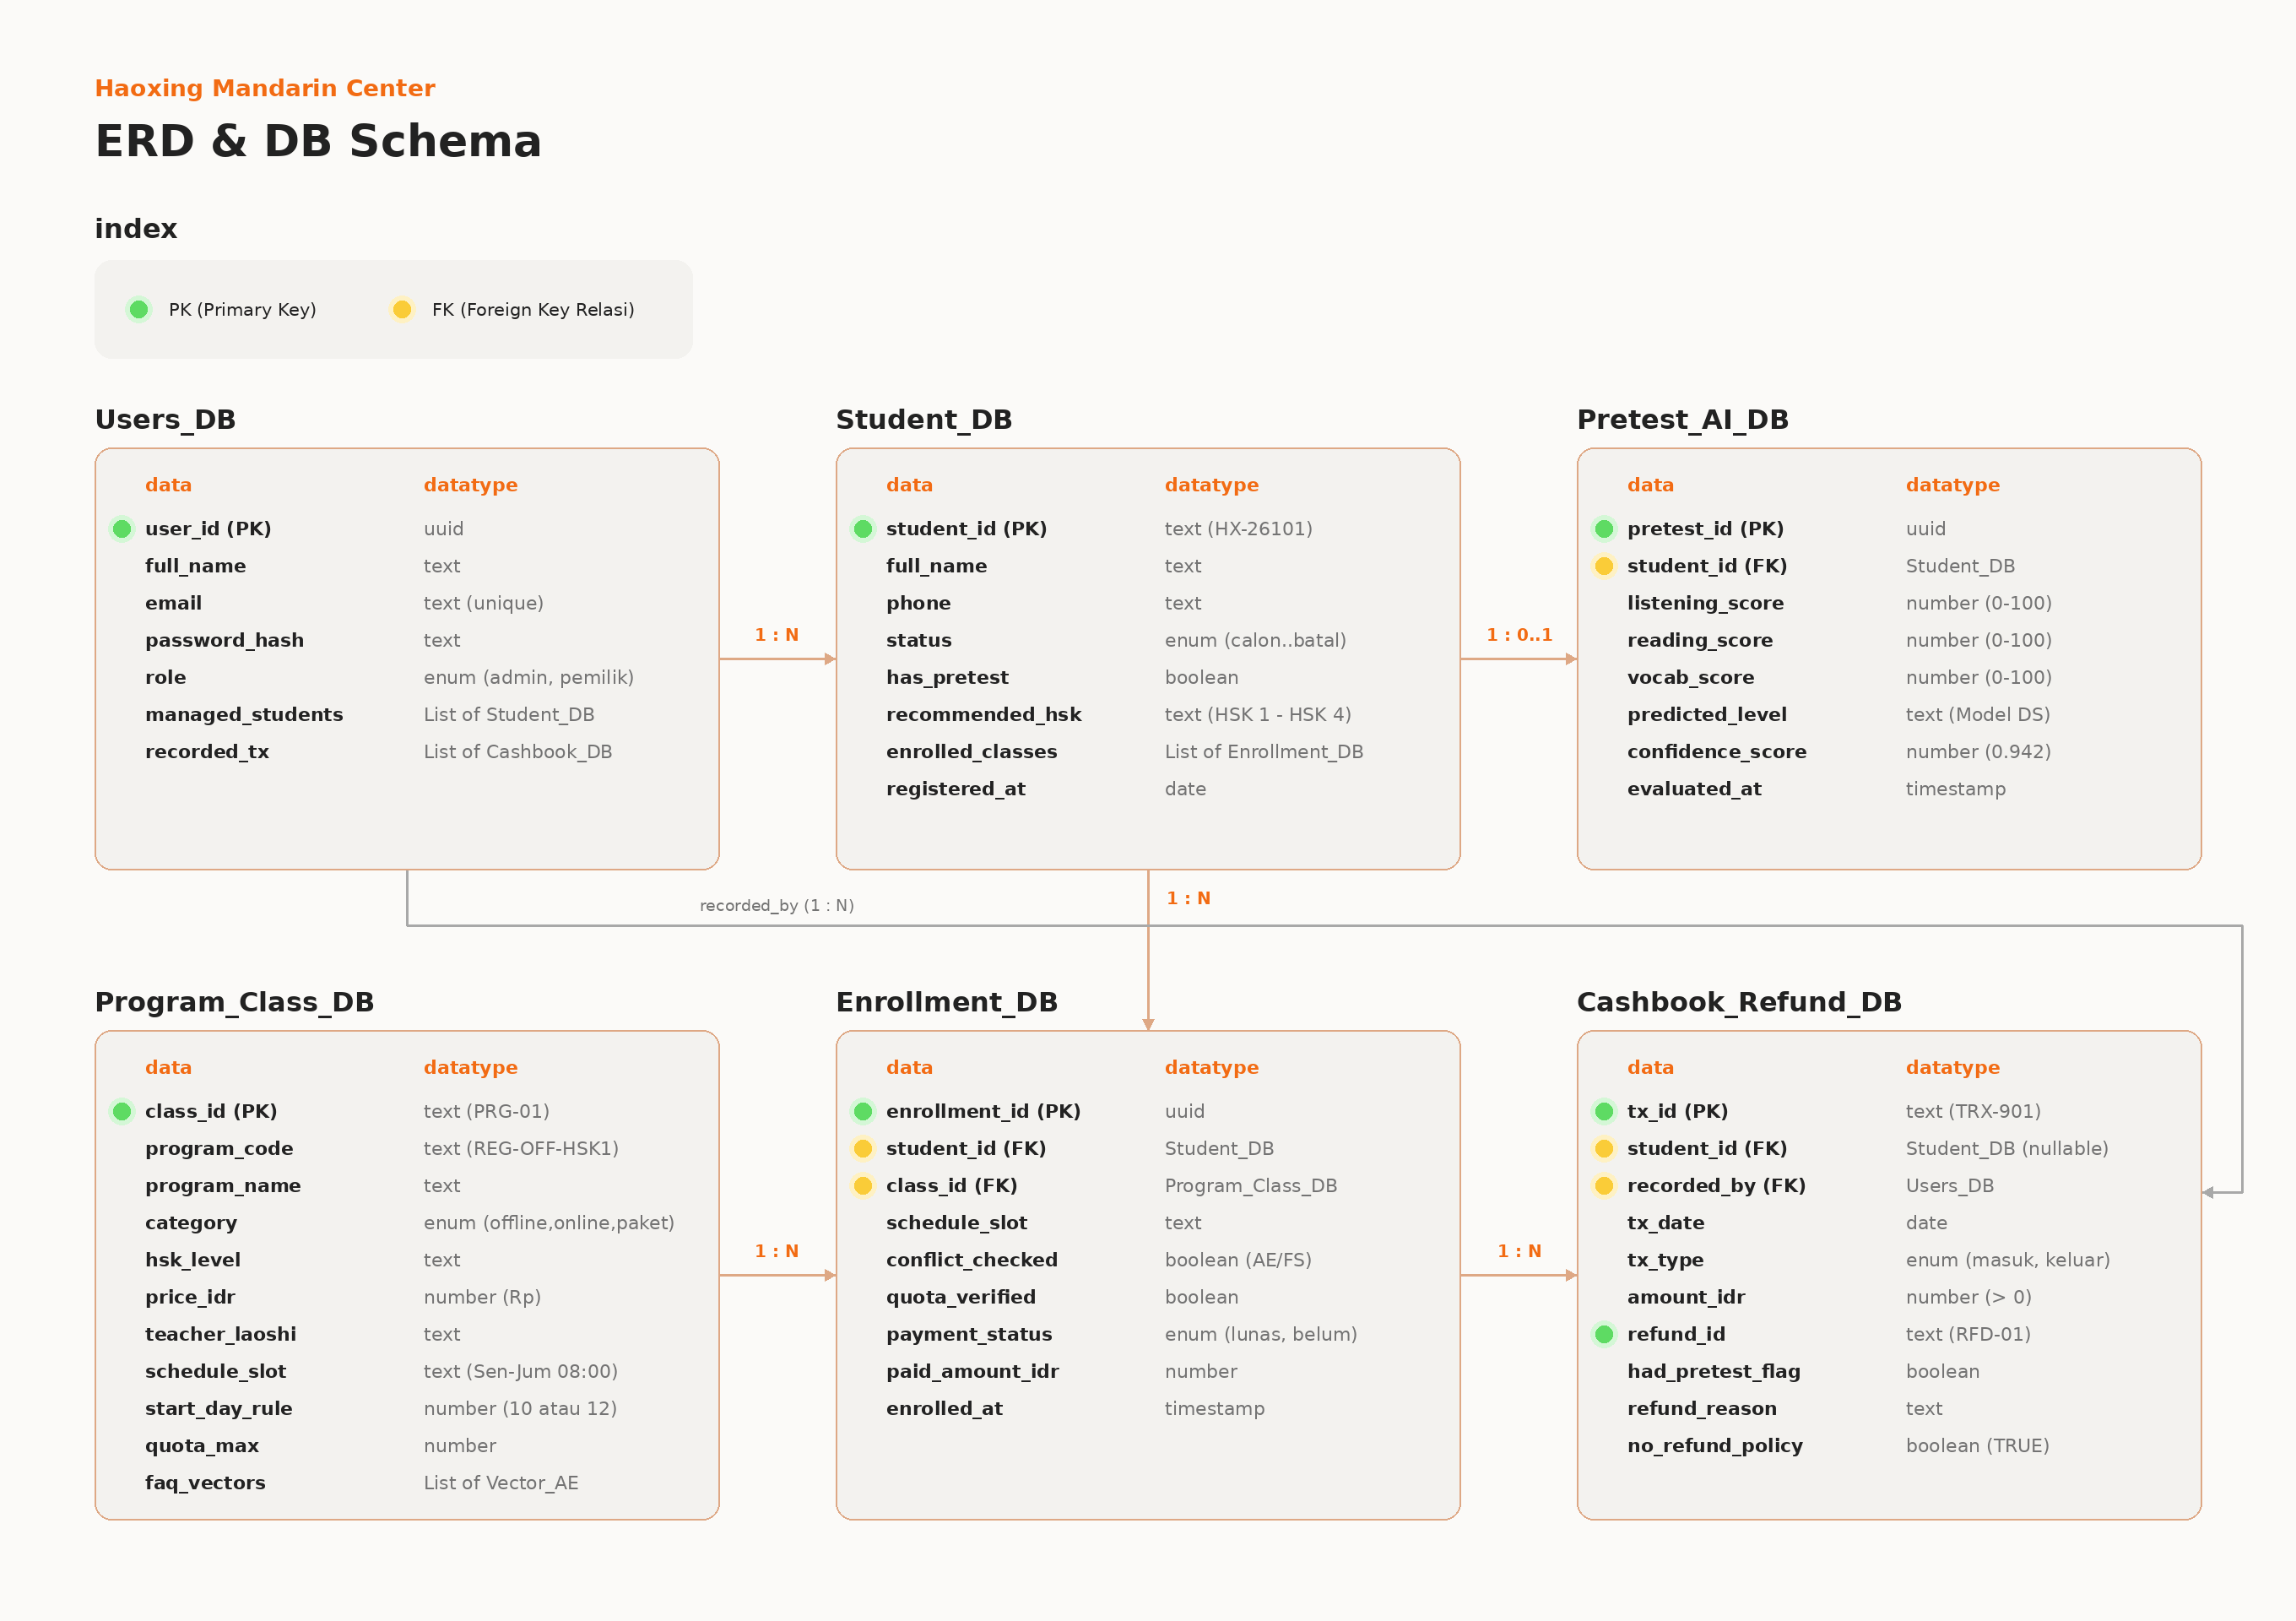 Haoxing Mandarin Center
ERD & DB Schema
index
PK (Primary Key) FK (Foreign Key Relasi)
Users_DB
data datatype
user_id (PK) uuid
full_name text
email text (unique)
password_hash text
role enum (admin, pemilik)
managed_students List of Student_DB
recorded_tx List of Cashbook_DB
1 : N
Student_DB
data datatype
student_id (PK) text (HX-26101)
full_name text
phone text
status enum (calon..batal)
has_pretest boolean
recommended_hsk text (HSK 1 - HSK 4)
enrolled_classes List of Enrollment_DB
registered_at date
1 : 0..1
Pretest_AI_DB
data datatype
pretest_id (PK) uuid
student_id (FK) Student_DB
listening_score number (0-100)
reading_score number (0-100)
vocab_score number (0-100)
predicted_level text (Model DS)
confidence_score number (0.942)
evaluated_at timestamp
recorded_by (1 : N)
1 : N
Program_Class_DB
data datatype
class_id (PK) text (PRG-01)
program_code text (REG-OFF-HSK1)
program_name text
category enum (offline,online,paket)
hsk_level text
price_idr number (Rp)
teacher_laoshi text
schedule_slot text (Sen-Jum 08:00)
start_day_rule number (10 atau 12)
quota_max number
faq_vectors List of Vector_AE
1 : N
Enrollment_DB
data datatype
enrollment_id (PK) uuid
student_id (FK) Student_DB
class_id (FK) Program_Class_DB
schedule_slot text
conflict_checked boolean (AE/FS)
quota_verified boolean
payment_status enum (lunas, belum)
paid_amount_idr number
enrolled_at timestamp
1 : N
Cashbook_Refund_DB
data datatype
tx_id (PK) text (TRX-901)
student_id (FK) Student_DB (nullable)
recorded_by (FK) Users_DB
tx_date date
tx_type enum (masuk, keluar)
amount_idr number (> 0)
refund_id text (RFD-01)
had_pretest_flag boolean
refund_reason text
no_refund_policy boolean (TRUE)